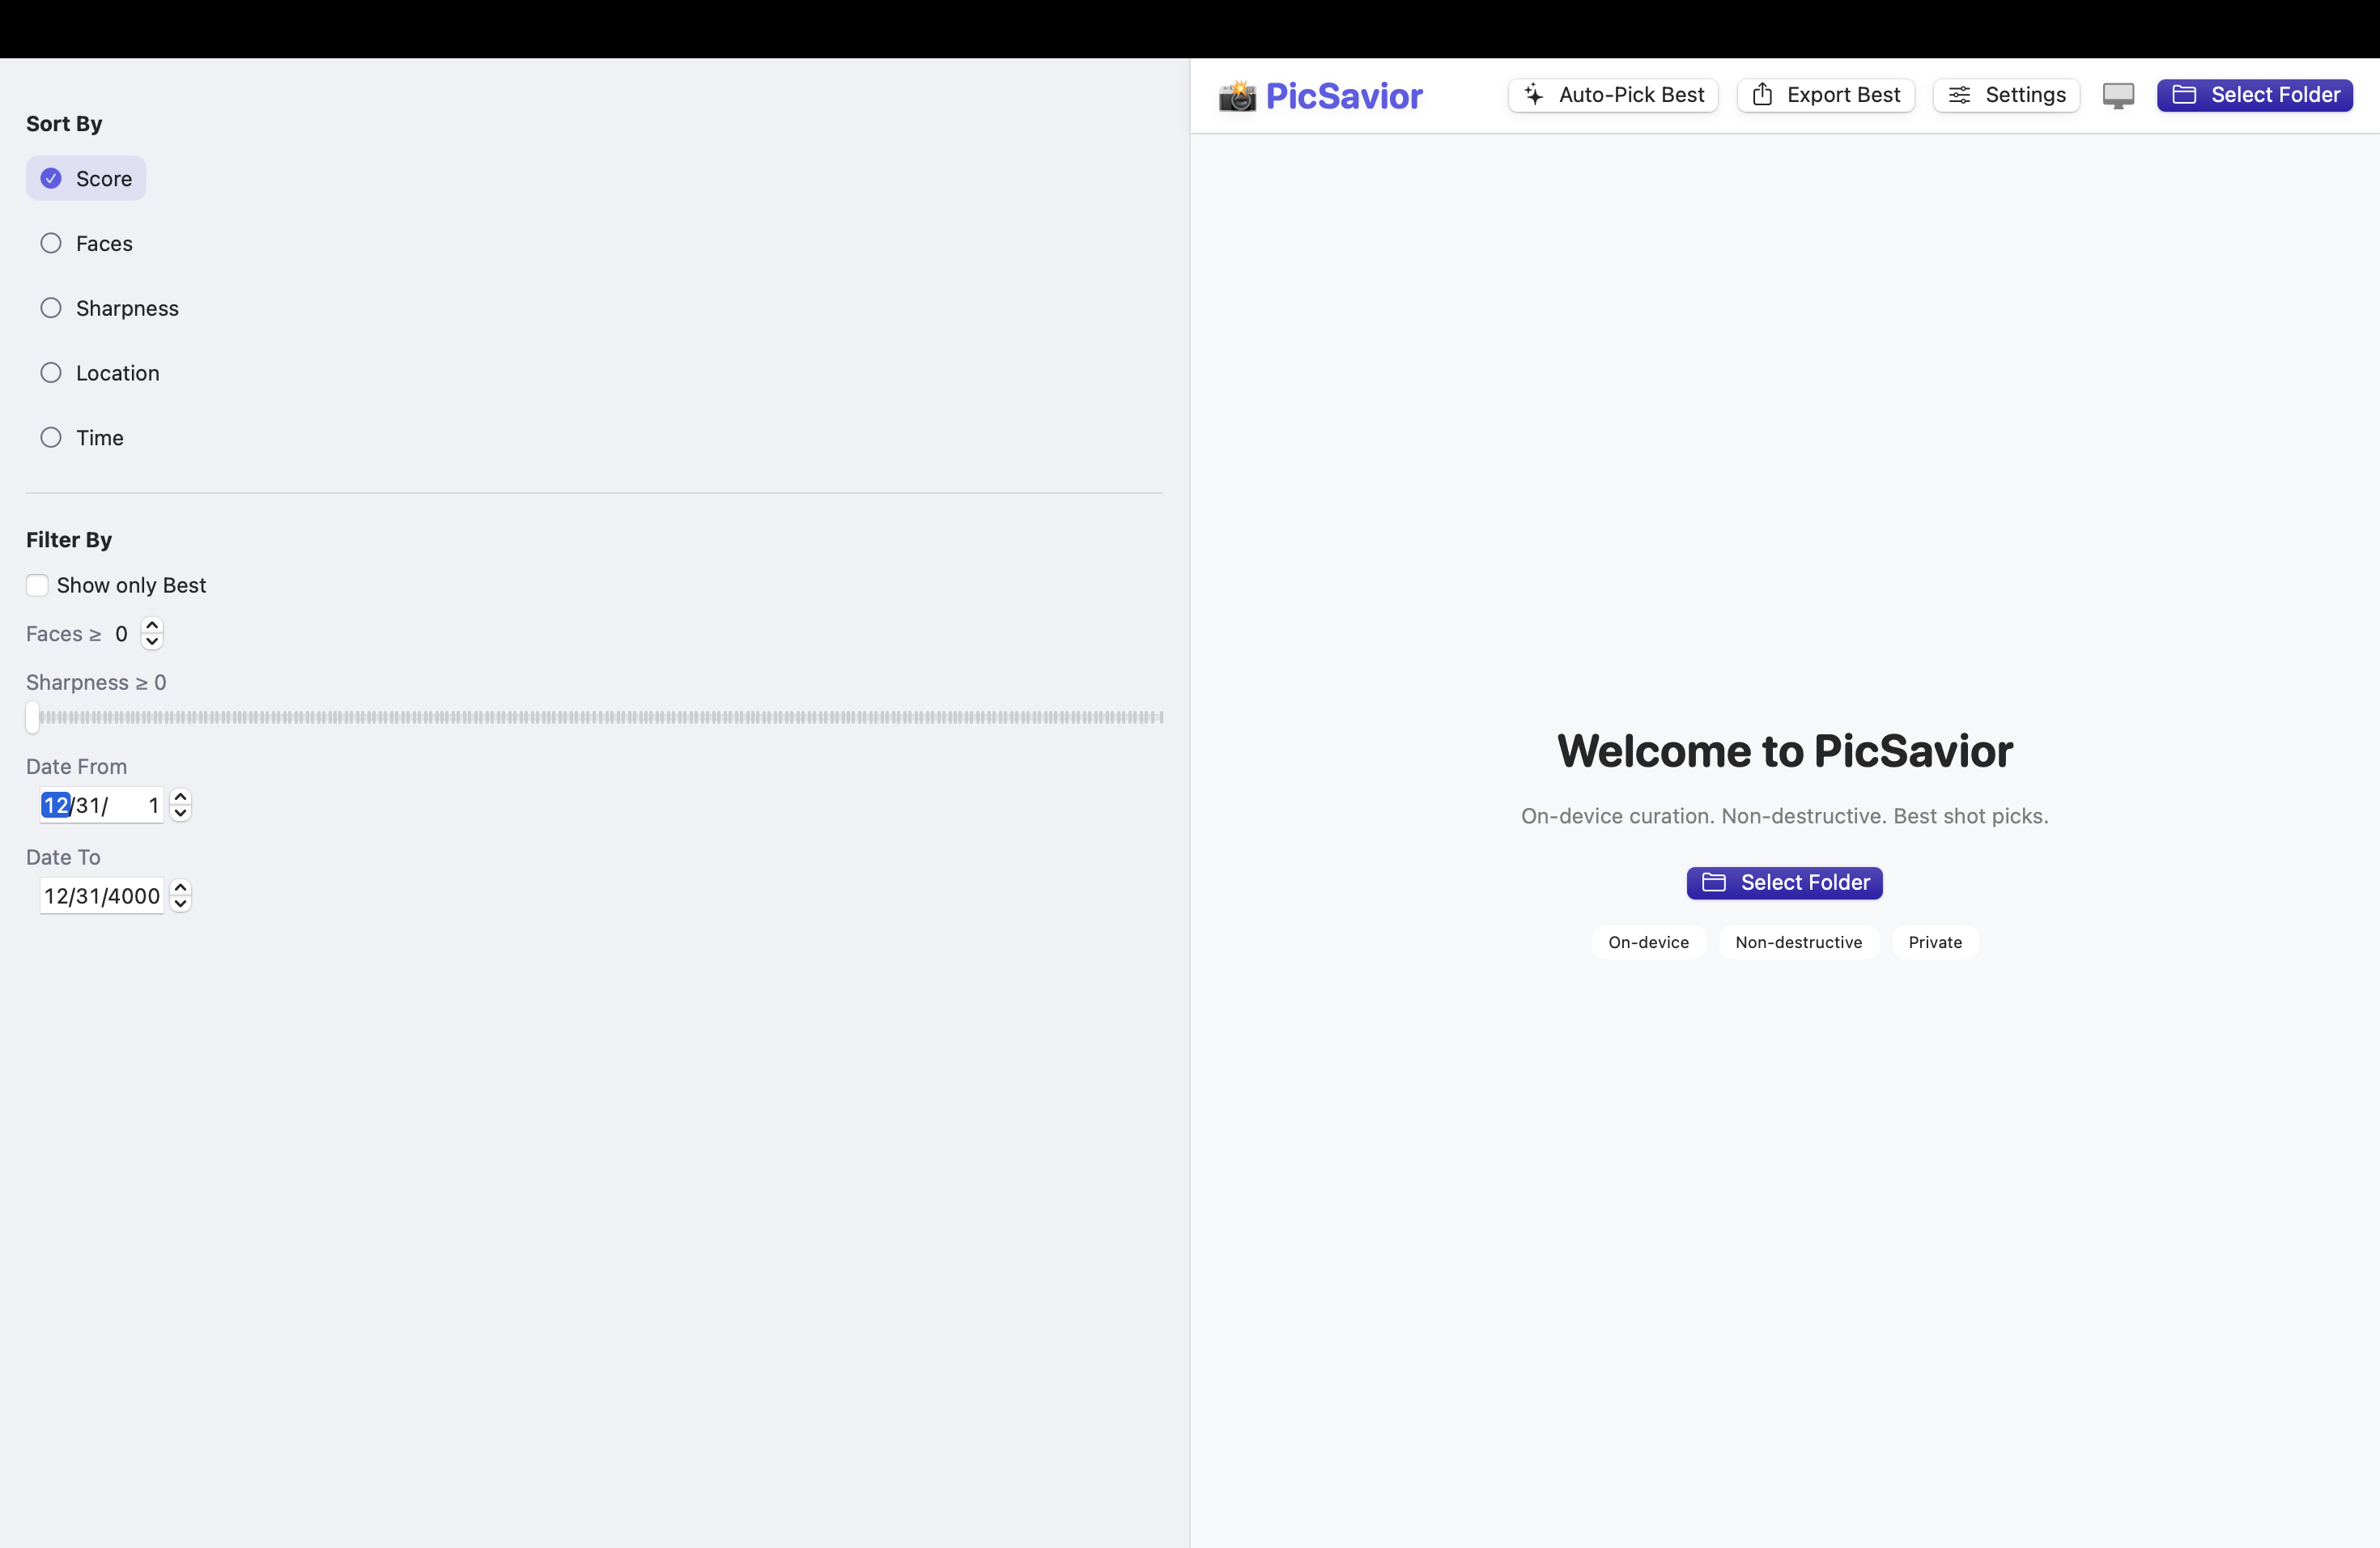 Sort By
Score
Faces
Sharpness
Location
Time
Filter By
Show only Best
Faces ≥ 0
Sharpness ≥ 0
Date From
12/31/ 1
Date To
12/31/4000
PicSavior
Auto-Pick Best
Export Best
Settings
Select Folder
Welcome to PicSavior
On-device curation. Non-destructive. Best shot picks.
Select Folder
On-device
Non-destructive
Private